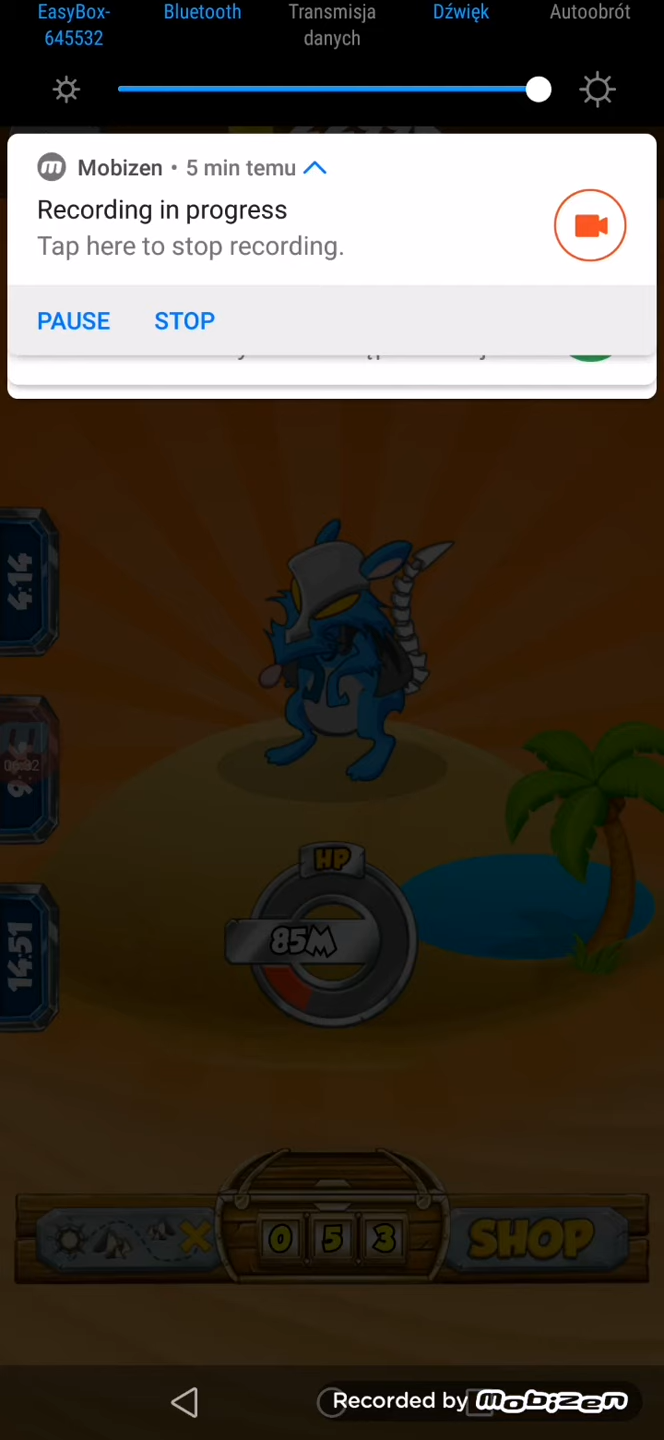 EasyBox-
645532
Bluetooth
Transmisja
danych
Dźwięk
Autoobrót
Mobizen • 5 min temu
Recording in progress
Tap here to stop recording.
PAUSE STOP
4:14
14:51
HP
85M
0 5 3
SHOP
Recorded by mobizen